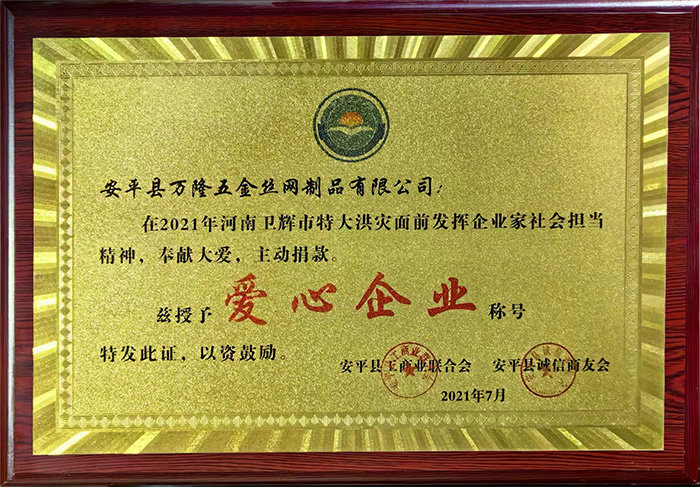 安平县万隆五金丝网制品有限公司：
在2021年河南卫辉市特大洪灾面前发挥企业家社会担当
精神，奉献大爱，主动捐款。
兹授予 爱心企业 称号
特发此证，以资鼓励。
安平县工商业联合会 安平县诚信商友会
2021年7月